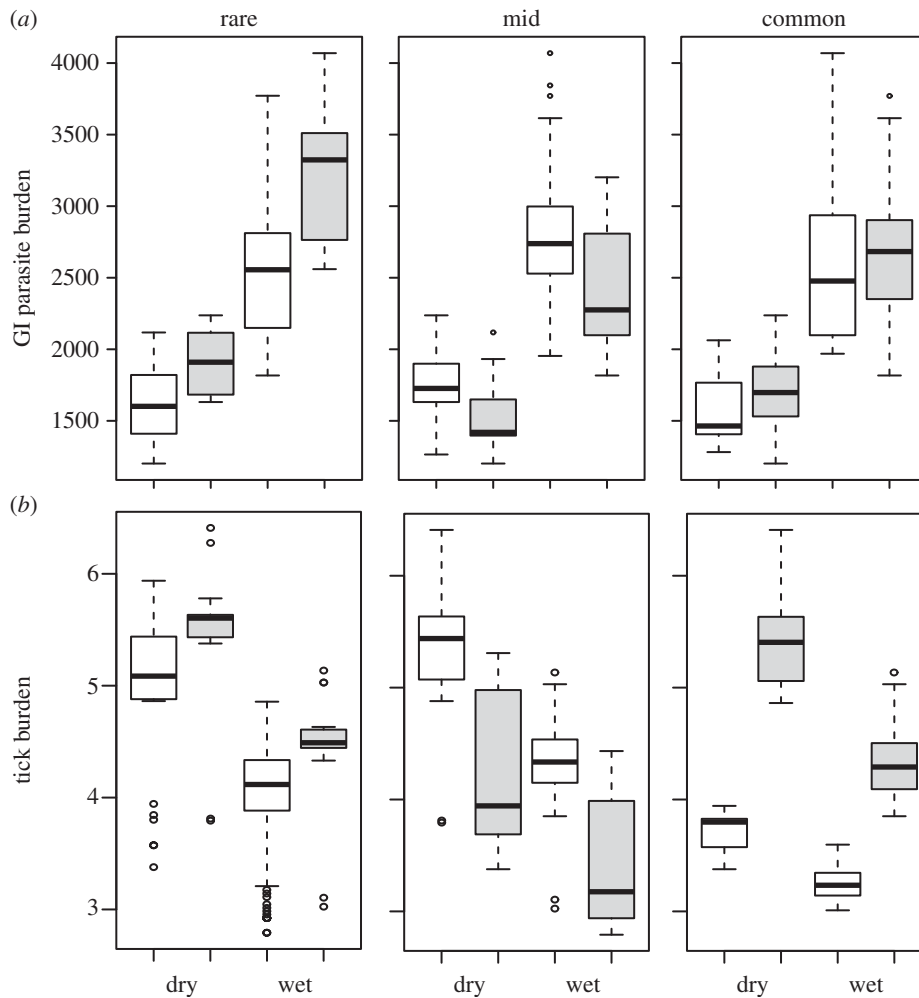 (a) rare mid common
4000
3500
3000
2500
2000
1500
GI parasite burden
(b)
6
5
4
3
tick burden
dry wet dry wet dry wet